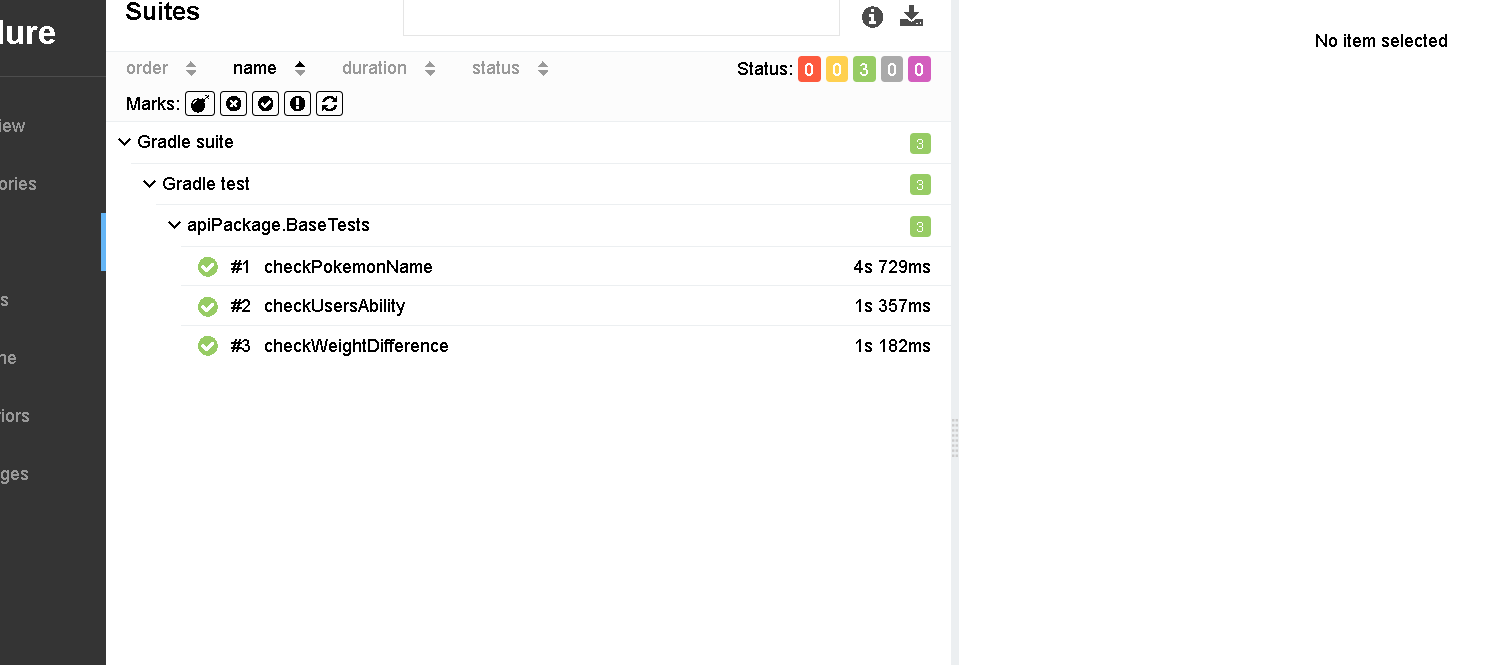 Suites
order name duration status Status: 0 0 3 0 0
Marks:
Gradle suite 3
Gradle test 3
apiPackage.BaseTests 3
#1 checkPokemonName 4s 729ms
#2 checkUsersAbility 1s 357ms
#3 checkWeightDifference 1s 182ms
No item selected
lure
iew
ories
s
ne
riors
ges